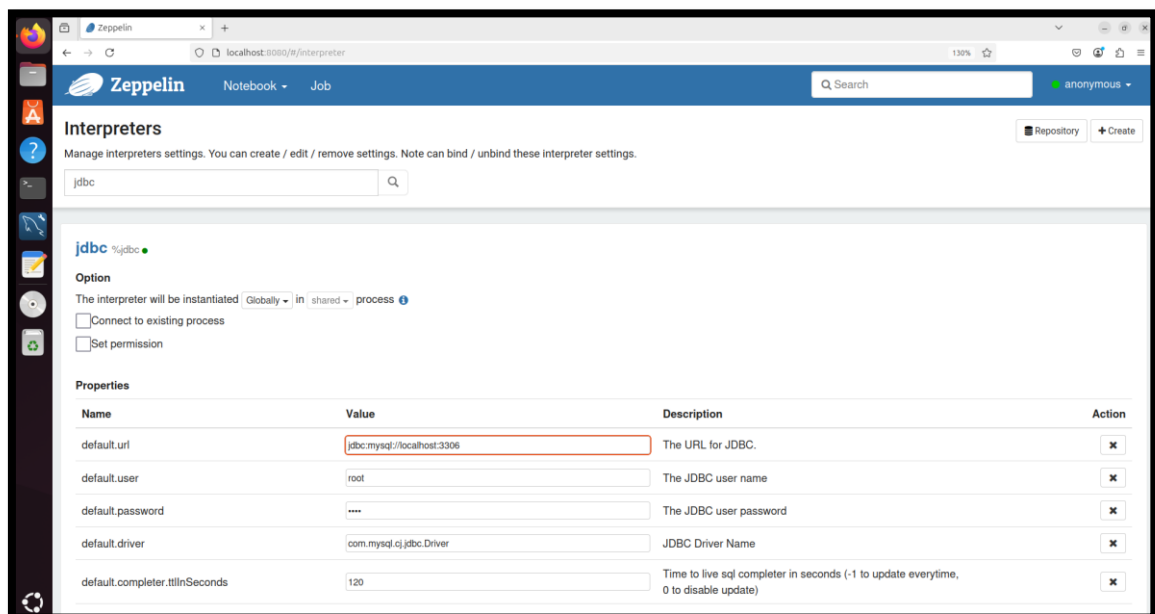 Zeppelin
localhost:8080/#/interpreter
130%
Zeppelin
Notebook
Job
Search
anonymous
Interpreters
Repository
+ Create
Manage interpreters settings. You can create / edit / remove settings. Note can bind / unbind these interpreter settings.
jdbc
jdbc %jdbc
Option
The interpreter will be instantiated Globally in shared process
Connect to existing process
Set permission
Properties
Name Value Description Action
default.url jdbc:mysql://localhost:3306 The URL for JDBC.
default.user root The JDBC user name
default.password •••• The JDBC user password
default.driver com.mysql.cj.jdbc.Driver JDBC Driver Name
default.completer.ttlInSeconds 120 Time to live sql completer in seconds (-1 to update everytime,
0 to disable update)